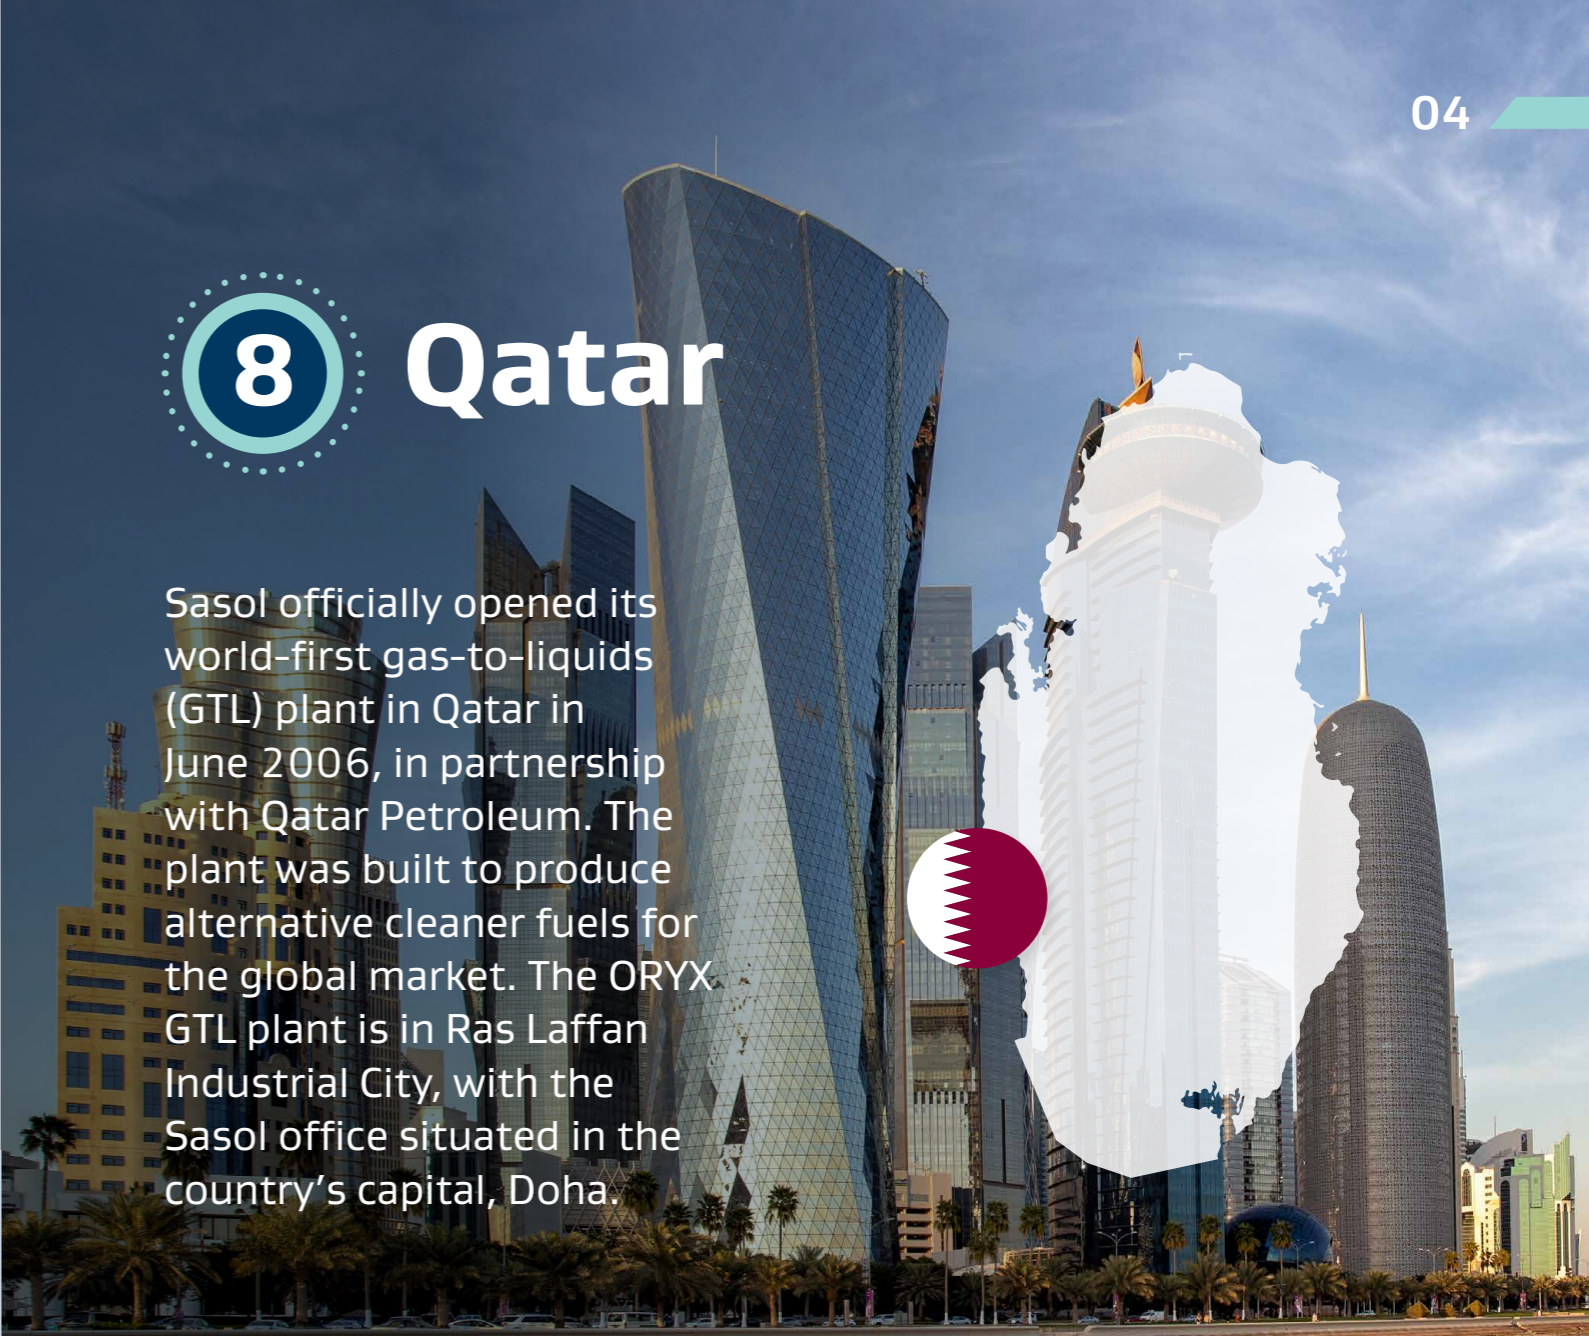 04
8 Qatar
Sasol officially opened its
world-first gas-to-liquids
(GTL) plant in Qatar in
June 2006, in partnership
with Qatar Petroleum. The
plant was built to produce
alternative cleaner fuels for
the global market. The ORYX
GTL plant is in Ras Laffan
Industrial City, with the
Sasol office situated in the
country’s capital, Doha.